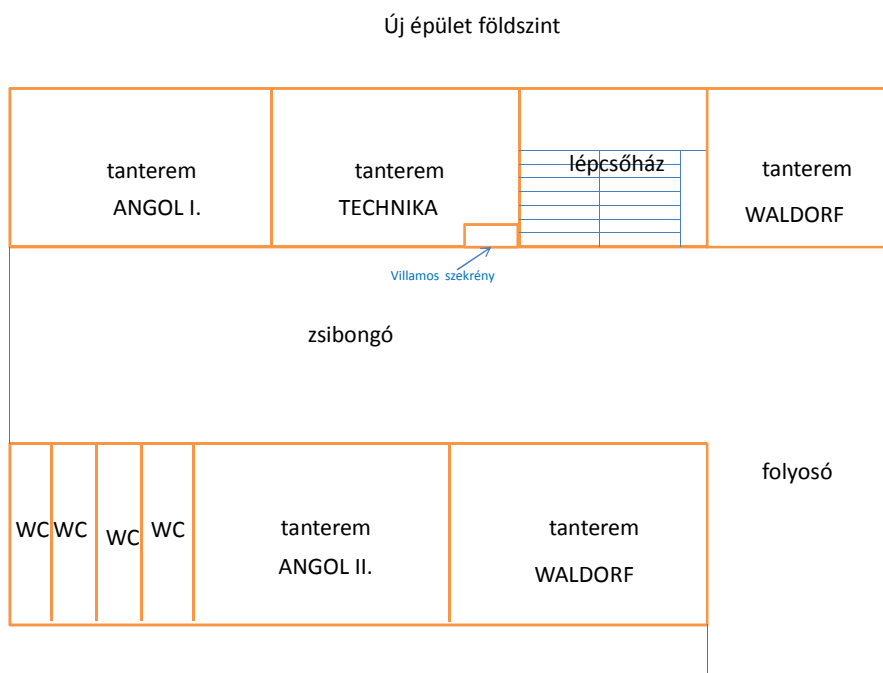 Új épület földszint
tanterem
ANGOL I.
tanterem
TECHNIKA
lépcsőház
tanterem
WALDORF
Villamos szekrény
zsibongó
folyosó
WC
WC
WC
WC
tanterem
ANGOL II.
tanterem
WALDORF